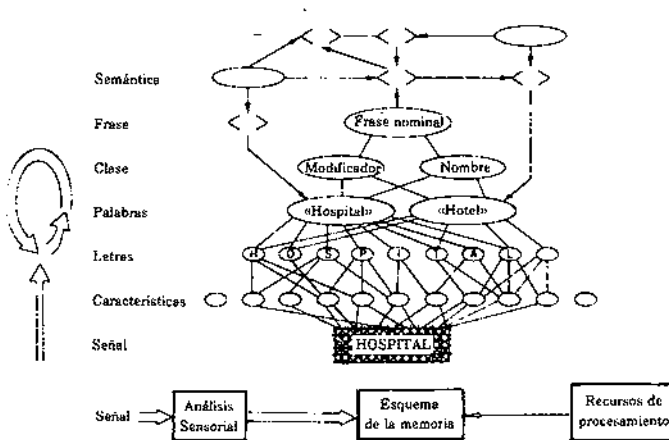 Semántica
Frase
Frase nominal
Clase
Modificador
Nombre
Palabras
«Hospital»
«Hotel»
Letras
H O S P I T A L
Características
Señal
HOSPITAL
Señal
Análisis
Sensorial
Esquema
de la memoria
Recursos de
procesamiento